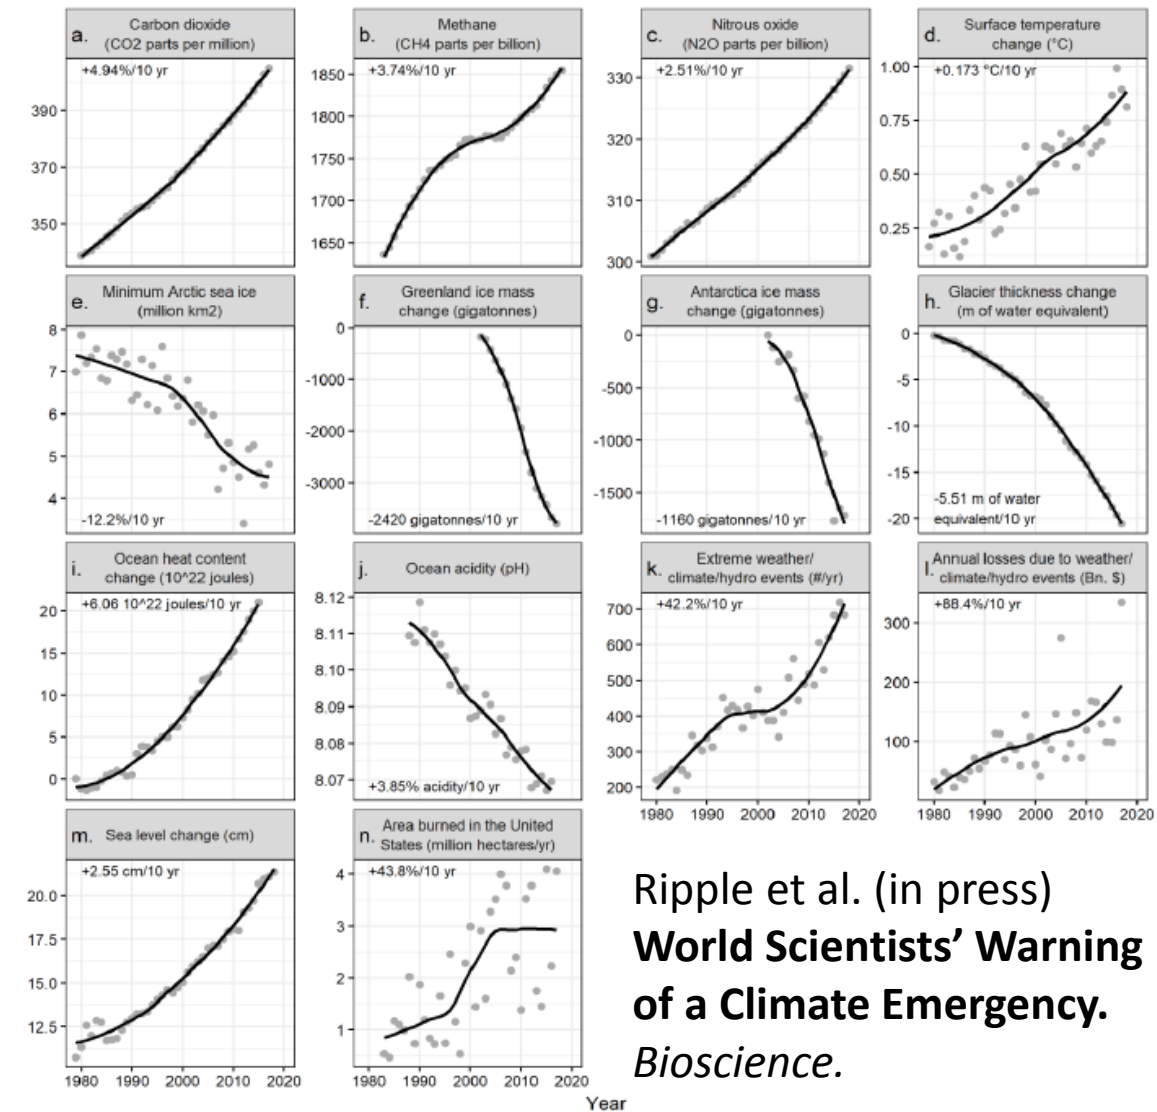 a. Carbon dioxide
(CO2 parts per million)
+4.94%/10 yr
390
370
350
b. Methane
(CH4 parts per billion)
+3.74%/10 yr
1850
1800
1750
1700
1650
c. Nitrous oxide
(N2O parts per billion)
+2.51%/10 yr
330
320
310
300
d. Surface temperature
change (°C)
+0.173 °C/10 yr
1.00
0.75
0.50
0.25
e. Minimum Arctic sea ice
(million km2)
8
7
6
5
4
-12.2%/10 yr
f. Greenland ice mass
change (gigatonnes)
0
-1000
-2000
-3000
-2420 gigatonnes/10 yr
g. Antarctica ice mass
change (gigatonnes)
0
-500
-1000
-1500
-1160 gigatonnes/10 yr
h. Glacier thickness change
(m of water equivalent)
0
-5
-10
-15
-20
-5.51 m of water
equivalent/10 yr
i. Ocean heat content
change (10^22 joules)
+6.06 10^22 joules/10 yr
20
15
10
5
0
j. Ocean acidity (pH)
8.12
8.11
8.10
8.09
8.08
8.07
+3.85% acidity/10 yr
k. Extreme weather/
climate/hydro events (#/yr)
+42.2%/10 yr
700
600
500
400
300
200
1980 1990 2000 2010 2020
l. Annual losses due to weather/
climate/hydro events (Bn. $)
+88.4%/10 yr
300
200
100
1980 1990 2000 2010 2020
m. Sea level change (cm)
+2.55 cm/10 yr
20.0
17.5
15.0
12.5
1980 1990 2000 2010 2020
n. Area burned in the United
States (million hectares/yr)
+43.8%/10 yr
4
3
2
1
1980 1990 2000 2010 2020
Year
Ripple et al. (in press)
World Scientists’ Warning
of a Climate Emergency.
Bioscience.